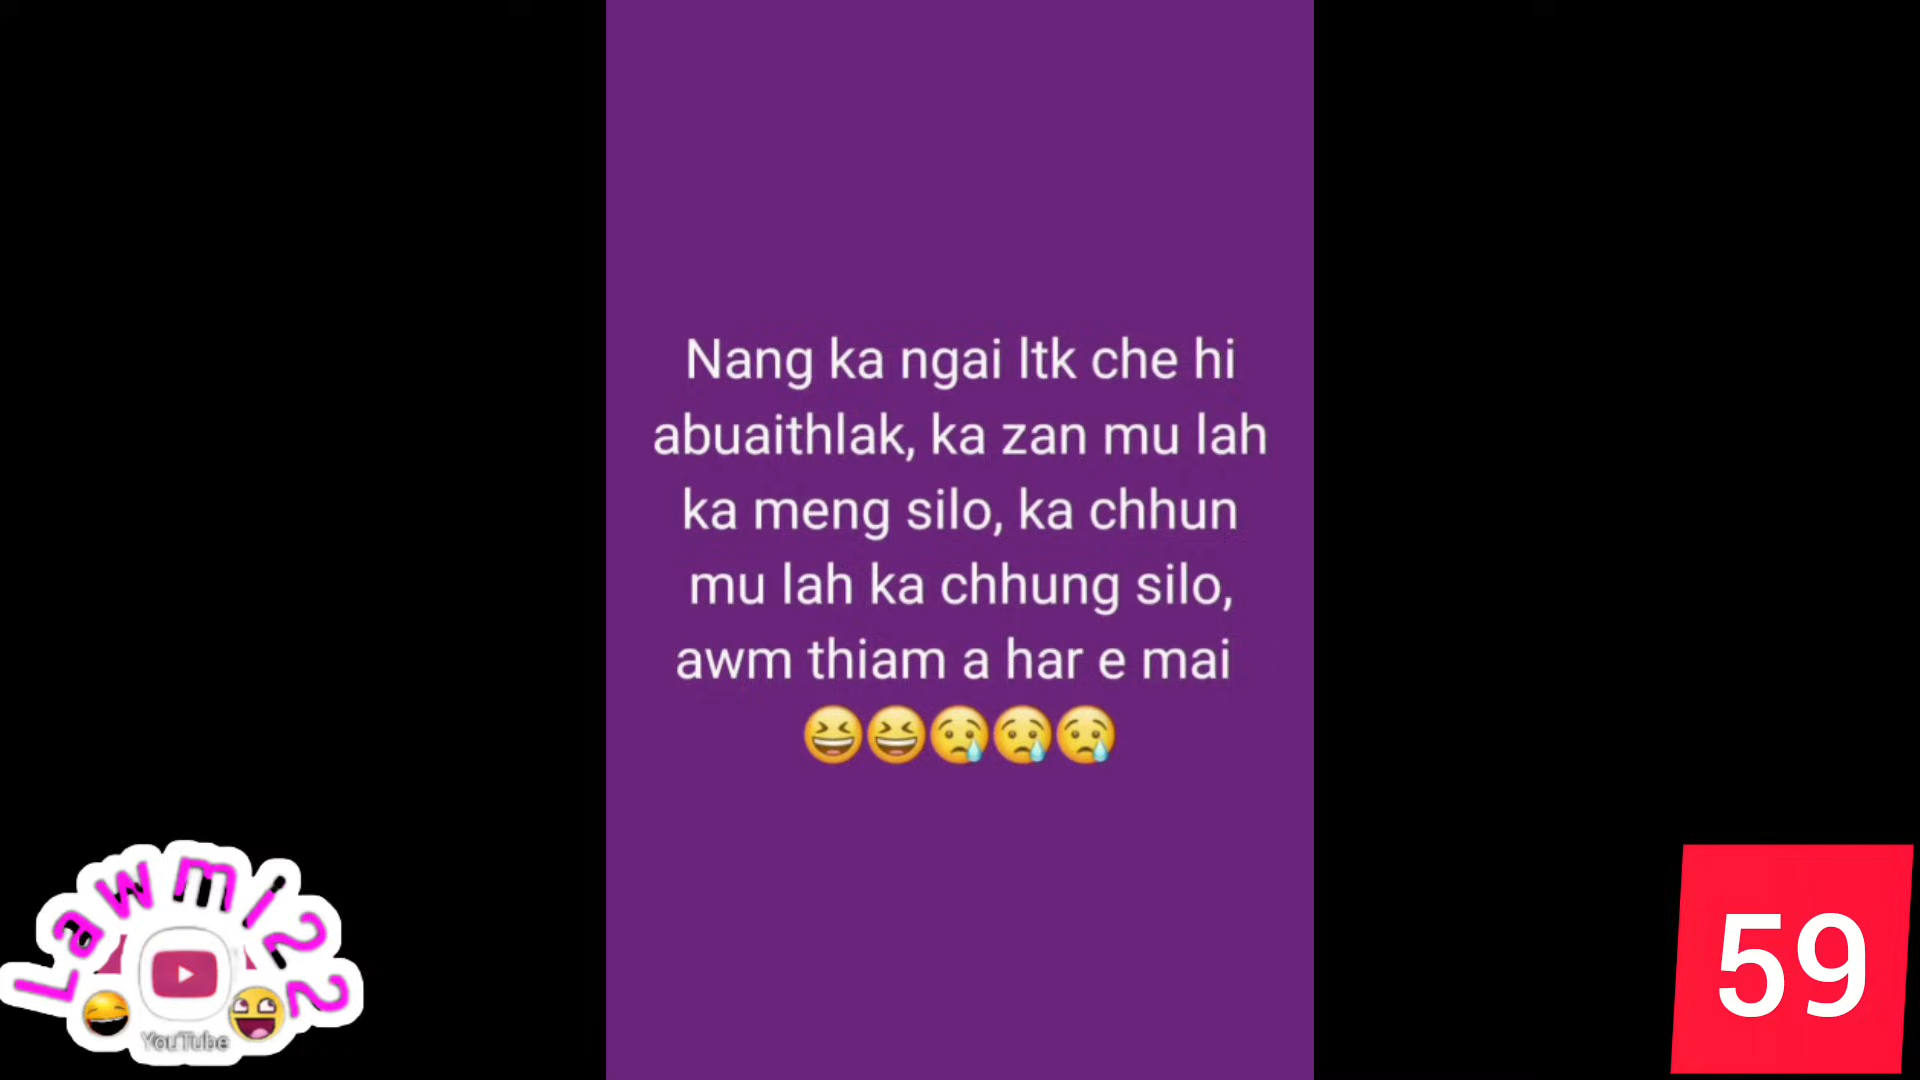 Nang ka ngai ltk che hi
abuaithlak, ka zan mu lah
ka meng silo, ka chhun
mu lah ka chhung silo,
awm thiam a har e mai
😆😆😢😢😢
Lawmi22
YouTube
59